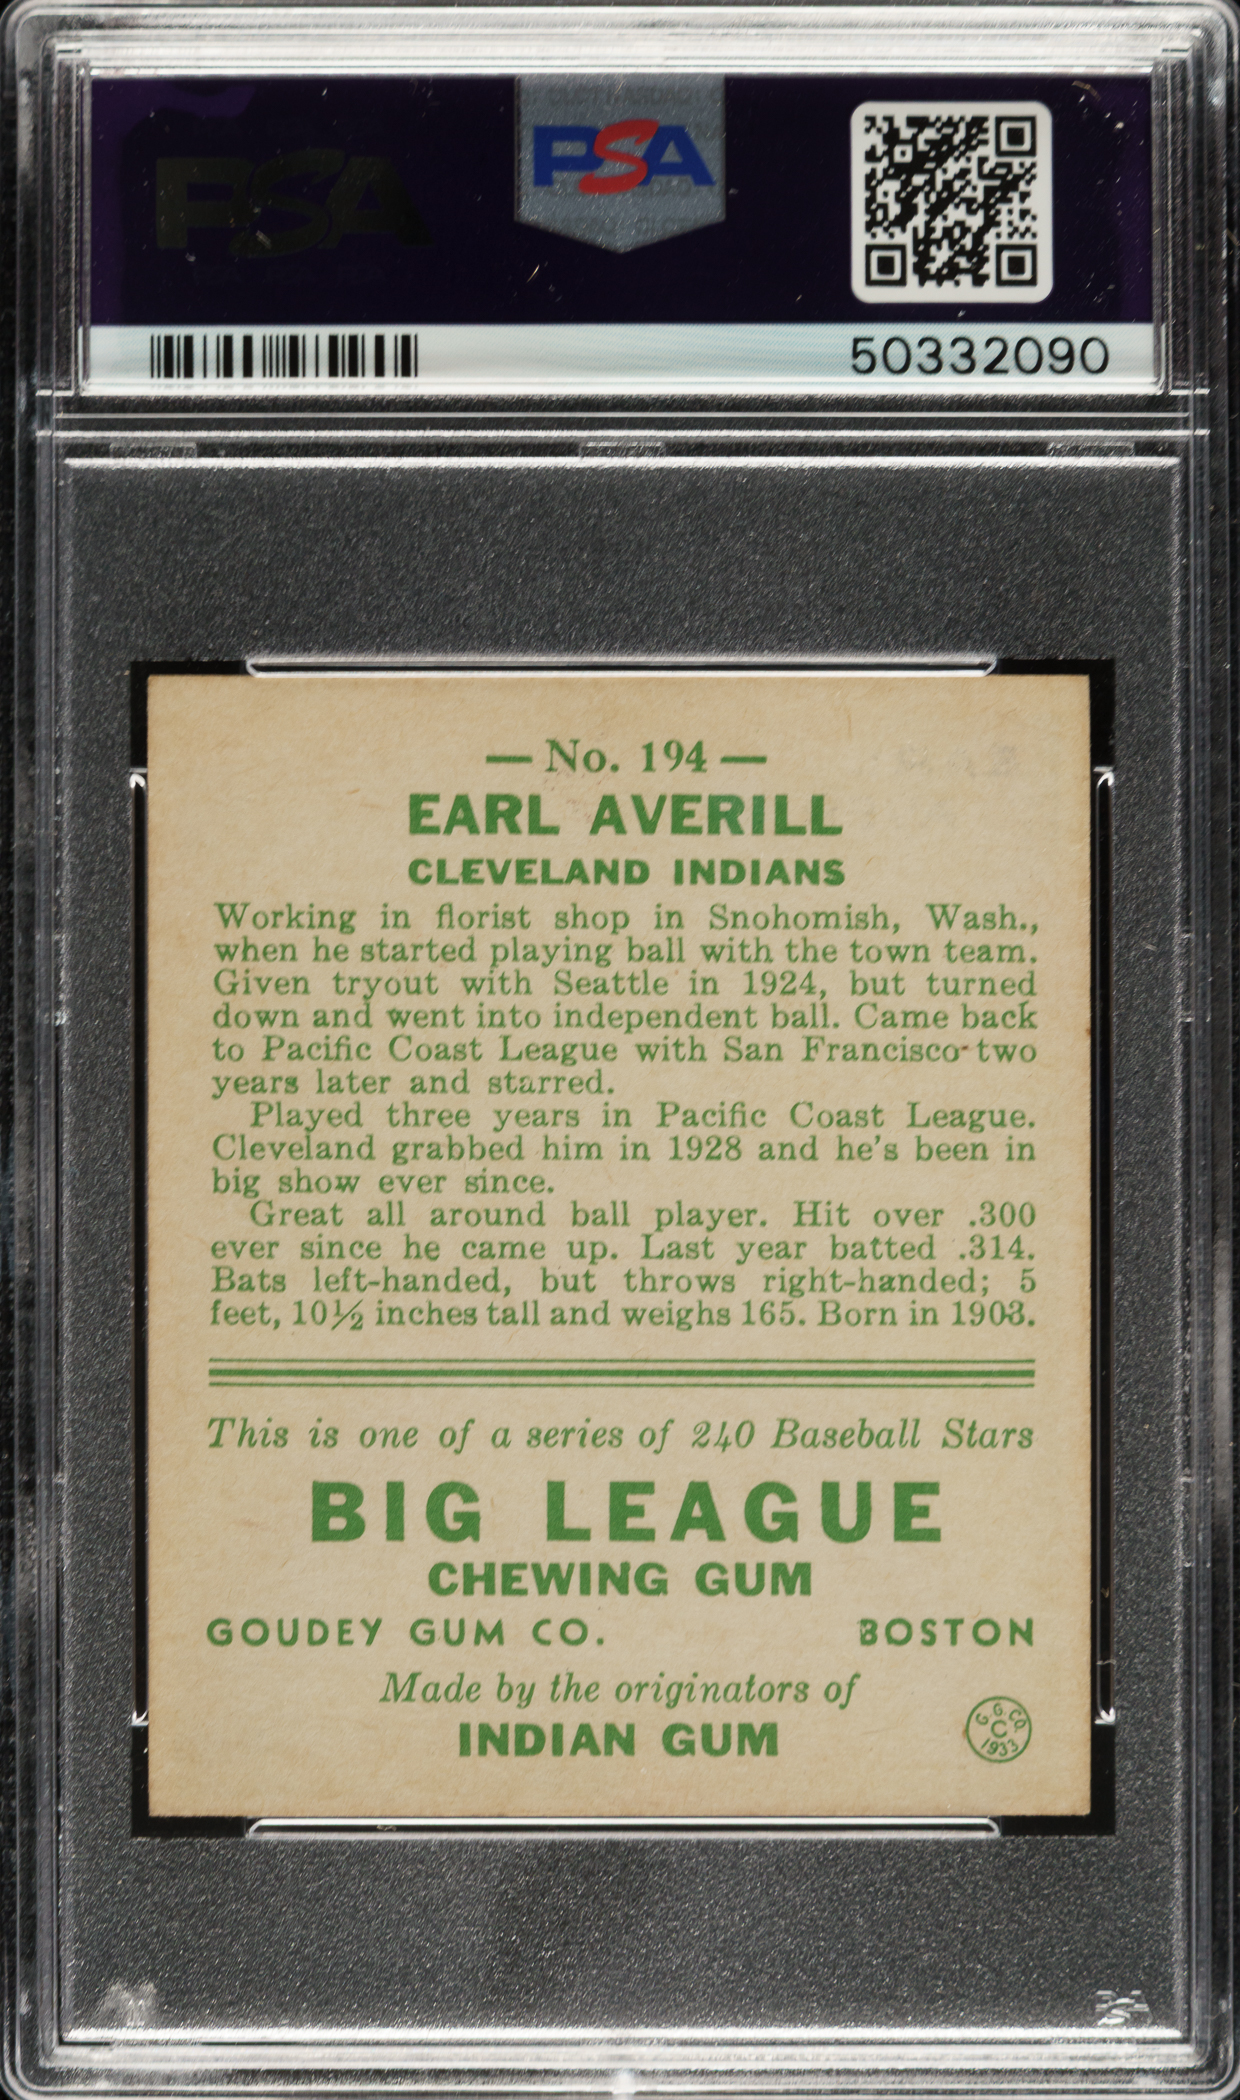 PSA
PSA
50332090
— No. 194 —
EARL AVERILL
CLEVELAND INDIANS
Working in florist shop in Snohomish, Wash.,
when he started playing ball with the town team.
Given tryout with Seattle in 1924, but turned
down and went into independent ball. Came back
to Pacific Coast League with San Francisco two
years later and starred.
Played three years in Pacific Coast League.
Cleveland grabbed him in 1928 and he's been in
big show ever since.
Great all around ball player. Hit over .300
ever since he came up. Last year batted .314.
Bats left-handed, but throws right-handed; 5
feet, 10½ inches tall and weighs 165. Born in 1903.
This is one of a series of 240 Baseball Stars
BIG LEAGUE
CHEWING GUM
GOUDEY GUM CO. BOSTON
Made by the originators of
INDIAN GUM
G. G. CO.
C
1933